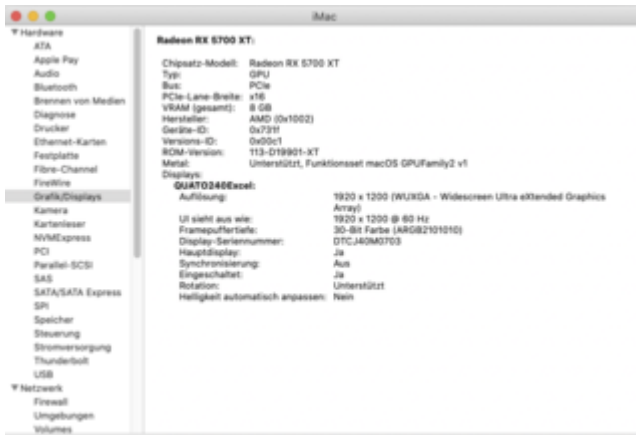 iMac
▼ Hardware
ATA
Apple Pay
Audio
Bluetooth
Brennen von Medien
Diagnose
Drucker
Ethernet-Karten
Festplatte
Fibre-Channel
FireWire
Grafik/Displays
Kamera
Kartenleser
NVMExpress
PCI
Parallel-SCSI
SAS
SATA/SATA Express
SPI
Speicher
Steuerung
Stromversorgung
Thunderbolt
USB
▼ Netzwerk
Firewall
Umgebungen
Volumes
Radeon RX 5700 XT:
Chipsatz-Modell: Radeon RX 5700 XT
Typ: GPU
Bus: PCIe
PCIe-Lane-Breite: x16
VRAM (gesamt): 8 GB
Hersteller: AMD (0x1002)
Geräte-ID: 0x731f
Versions-ID: 0x00c1
ROM-Version: 113-D19901-XT
Metal: Unterstützt, Funktionsset macOS GPUFamily2 v1
Displays:
QUATO240Excel:
Auflösung: 1920 x 1200 (WUXGA - Widescreen Ultra eXtended Graphics
Array)
UI sieht aus wie: 1920 x 1200 @ 60 Hz
Framepuffertiefe: 30-Bit Farbe (ARGB2101010)
Display-Seriennummer: DTCJ40M0703
Hauptdisplay: Ja
Synchronisierung: Aus
Eingeschaltet: Ja
Rotation: Unterstützt
Helligkeit automatisch anpassen: Nein